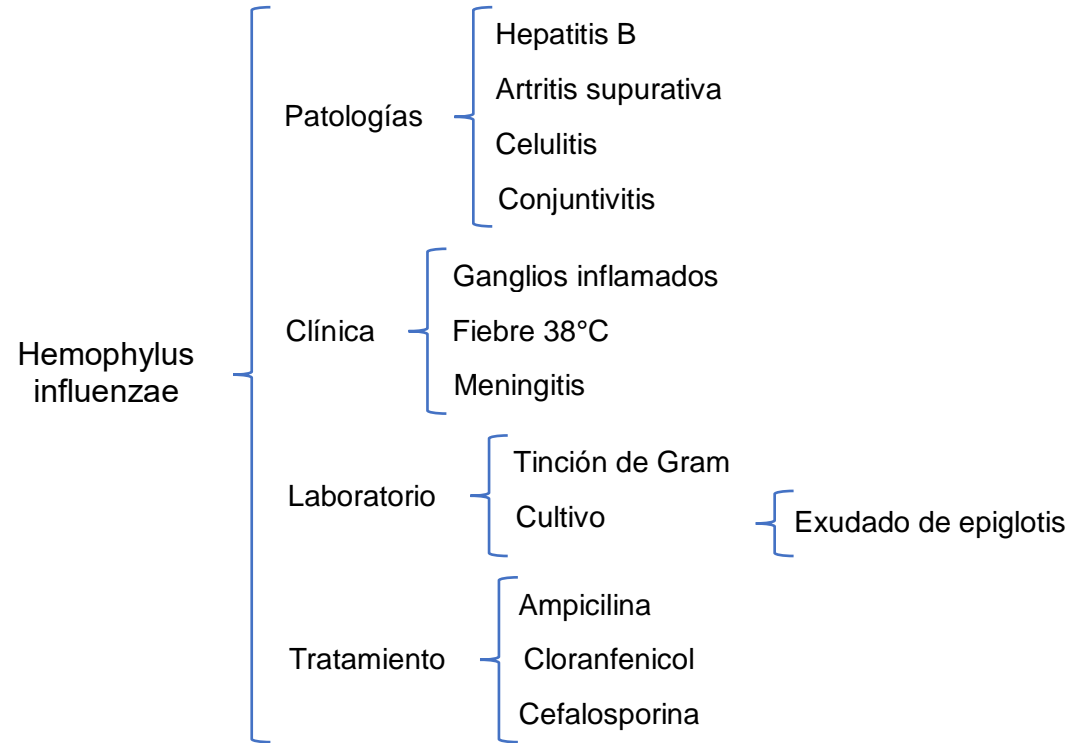 Hemophylus
influenzae
Patologías
Hepatitis B
Artritis supurativa
Celulitis
Conjuntivitis
Clínica
Ganglios inflamados
Fiebre 38°C
Meningitis
Laboratorio
Tinción de Gram
Cultivo
Exudado de epiglotis
Tratamiento
Ampicilina
Cloranfenicol
Cefalosporina